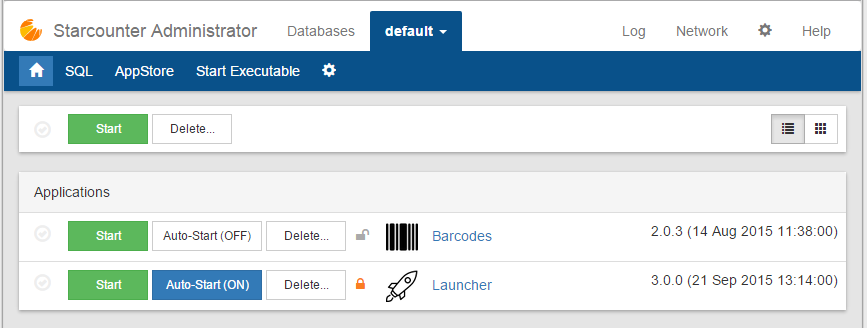 Starcounter Administrator Databases default Log Network Help
SQL AppStore Start Executable
Start Delete...
Applications
Start Auto-Start (OFF) Delete... Barcodes 2.0.3 (14 Aug 2015 11:38:00)
Start Auto-Start (ON) Delete... Launcher 3.0.0 (21 Sep 2015 13:14:00)